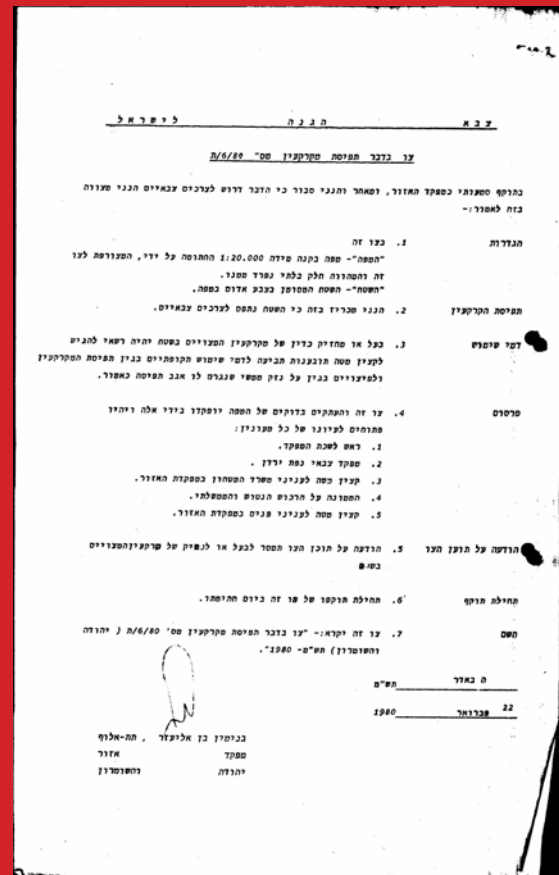 צבא הגנה לישראל
צו בדבר תפיסת מקרקעין מס" 6/80/ת
בתוקף סמכותי כמפקד האזור, ומאחר והנני סבור כי הדבר דרוש לצרכים צבאיים הנני מצווה
בזה לאמור:-
הגדרות 1. בצו זה
"המפה"- מפה בקנה מידה 1:20.000 החתומה על ידי, המצורפת לצו
זה והמהווה חלק בלתי נפרד ממנו.
"השטח"- השטח המסומן בצבע אדום במפה.
תפיסת הקרקעין 2. הנני מכריז בזה כי השטח נתפס לצרכים צבאיים.
דמי שימוש 3. בעל או מחזיק כדין של מקרקעין המצויים בשטח יהיה רשאי להגיש
לקצין מטה תובענות תביעה לדמי שימוש תקופתיים בגין תפיסת המקרקעין
ולפיצויים בגין על נזק ממשי שנגרם לו אגב תפיסה כאמור.
פרסום 4. צו זה והעתקים בדוקים של המפה יופקדו בידי אלה ויהיו
פתוחים לעיונו של כל מעונין:
1. ראש לשכת המפקד.
2. מפקד צבאי נפת ירדן .
3. קצין מטה לעניני משרד המשפטים במפקדת האזור.
4. הממונה על הרכוש הנטוש והממשלתי.
5. קצין מטה לעניני פנים במפקדת האזור.
הודעה על תוכן הצו 5. הודעה על תוכן הצו תמסר לבעל או למחזיק של מקרקעין המצויים
בשטח
תחילת תוקף 6. תחילת תוקפו של צו זה ביום חתימתו.
השם 7. צו זה יקרא:- "צו בדבר תפיסת מקרקעין מס' 6/80/ת ( יהודה
והשומרון) תש"מ- 1980".
ה באדר תש"מ
22 פברואר 1980
בנימין בן אליעזר , תת-אלוף
מפקד אזור
יהודה והשומרון